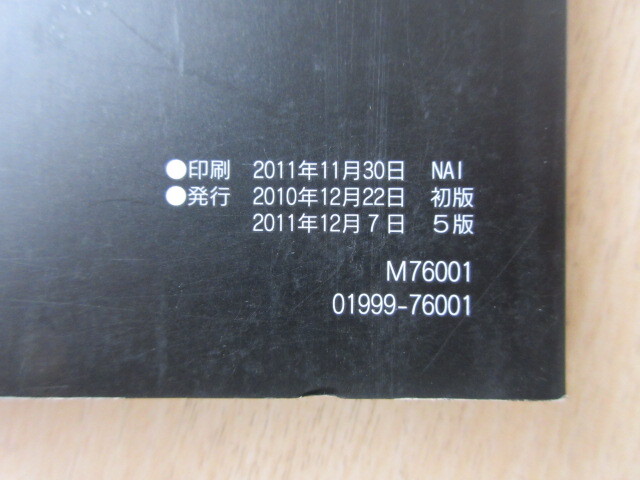 ●印刷　2011年11月30日　NAI
●発行　2010年12月22日　初版
2011年12月 7 日　5版
M76001
01999-76001